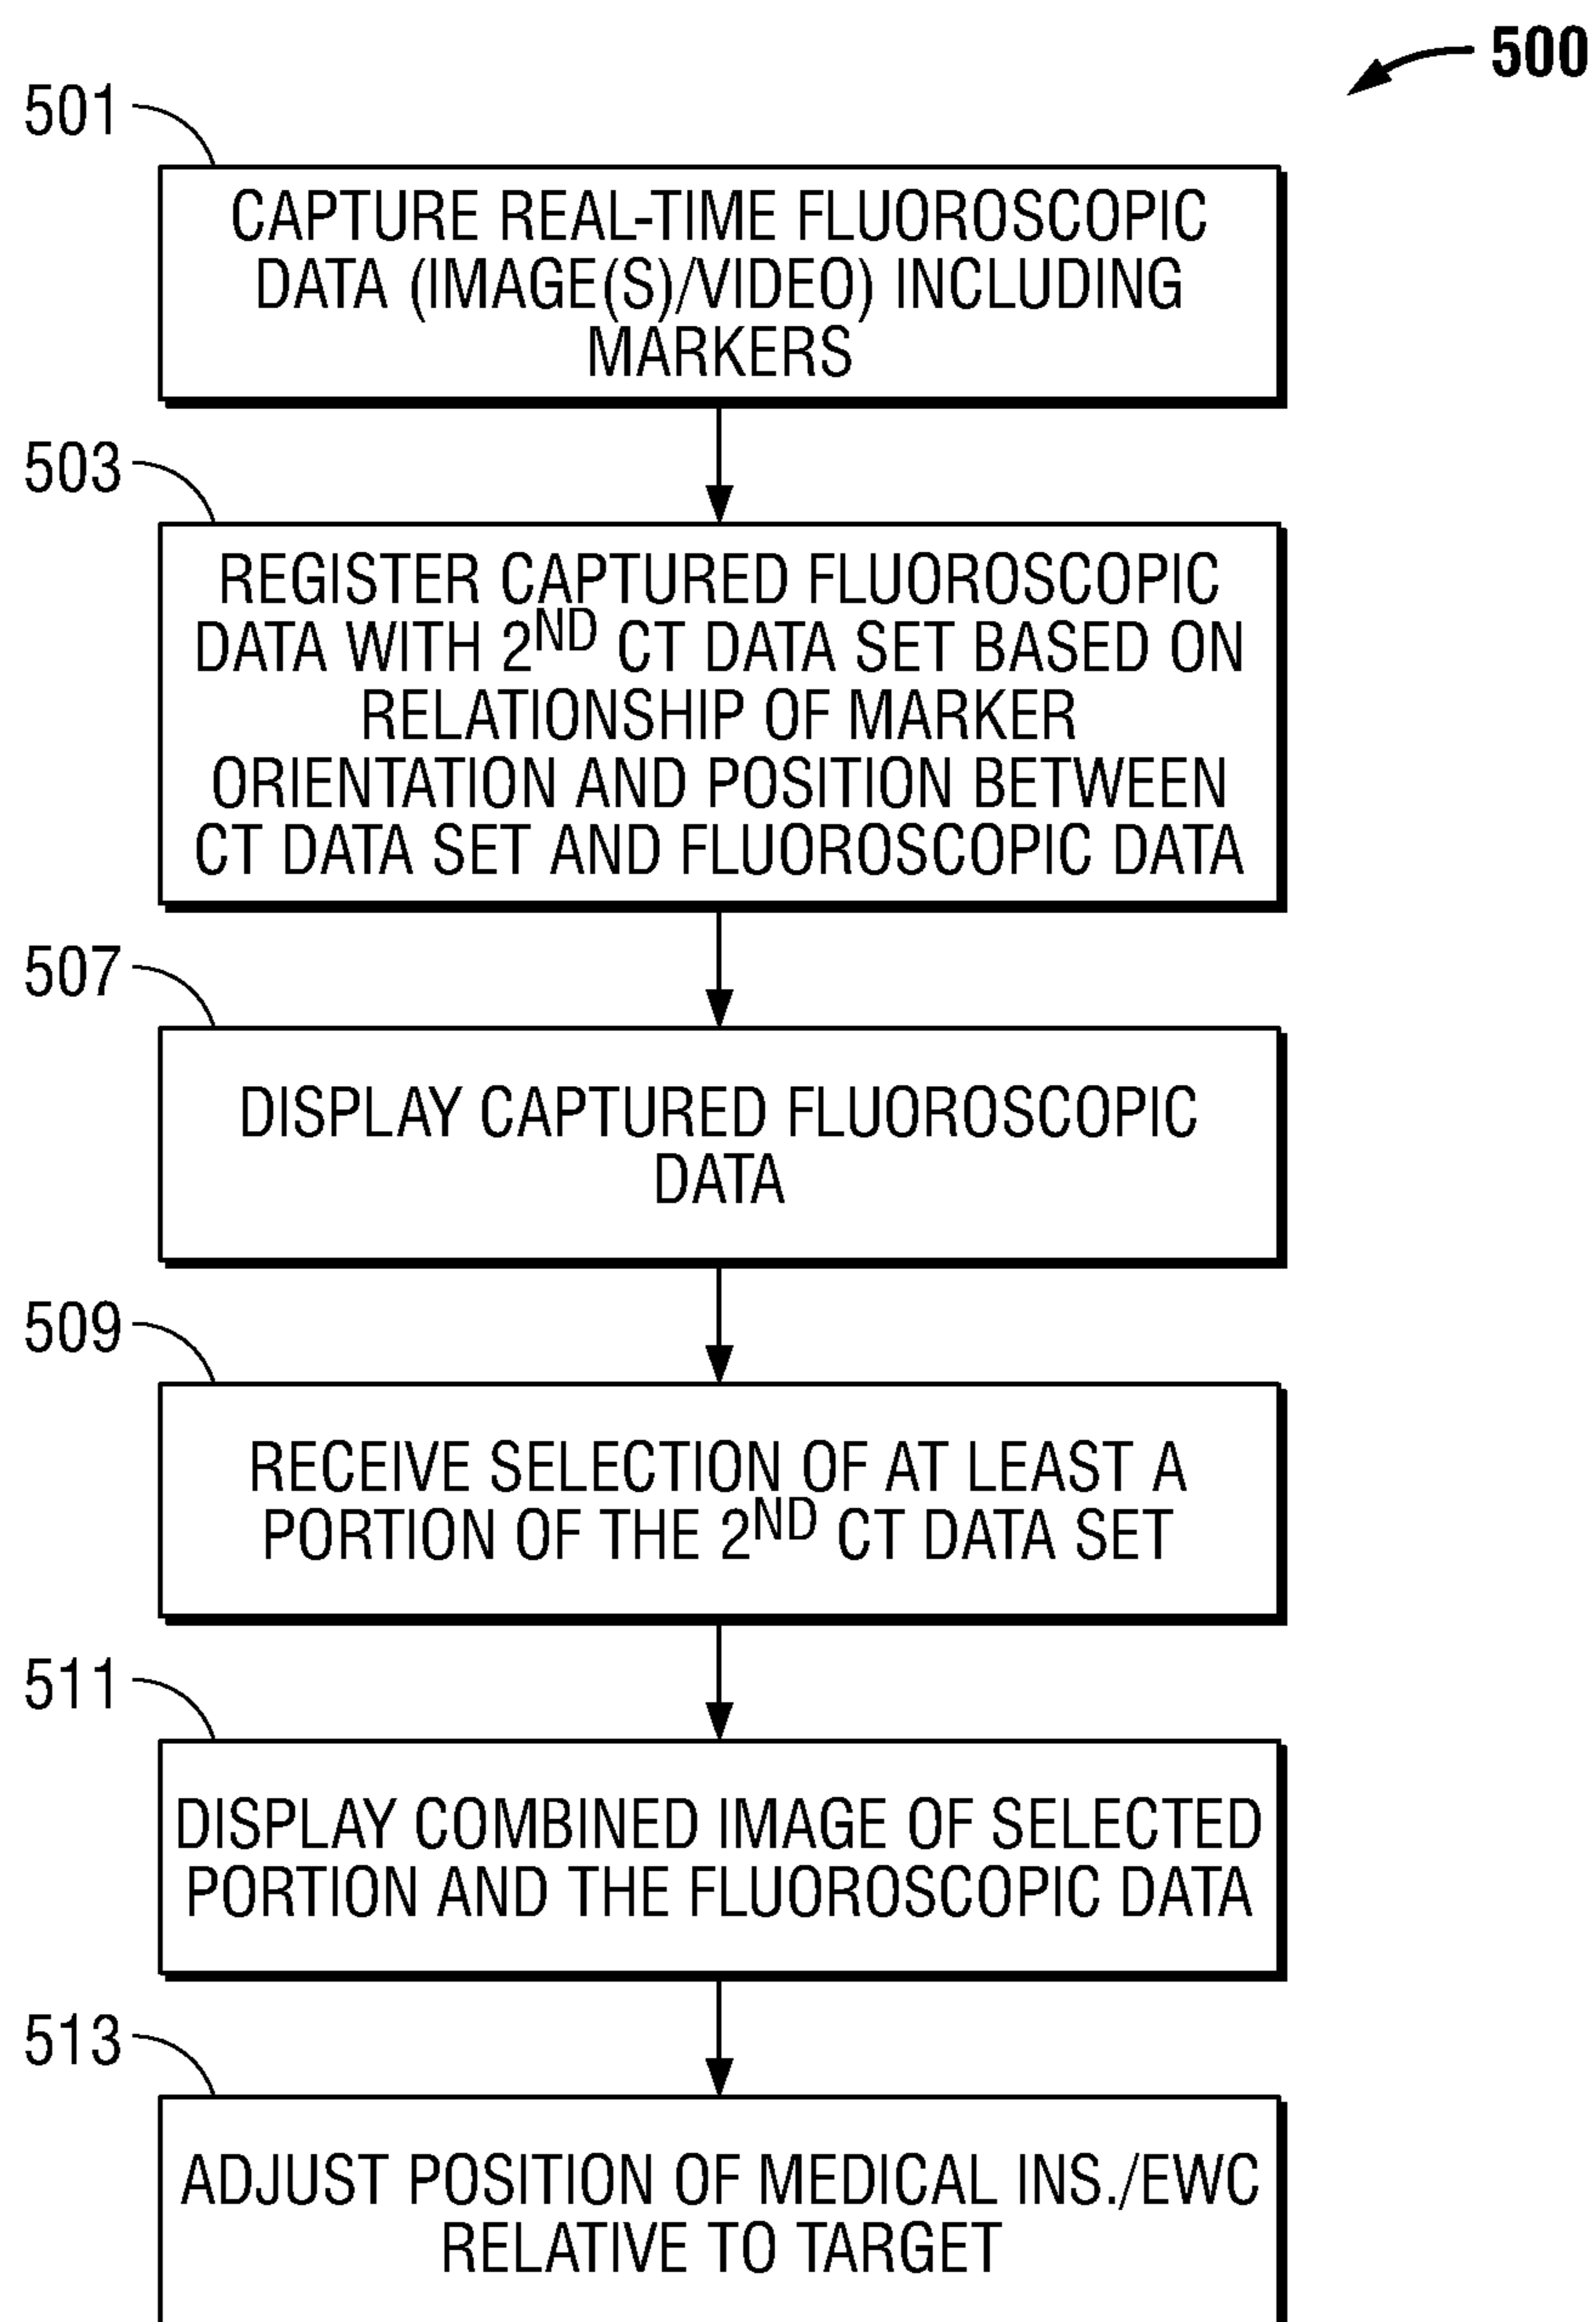 500
501
CAPTURE REAL-TIME FLUOROSCOPIC
DATA (IMAGE(S)/VIDEO) INCLUDING
MARKERS
503
REGISTER CAPTURED FLUOROSCOPIC
DATA WITH 2ND CT DATA SET BASED ON
RELATIONSHIP OF MARKER
ORIENTATION AND POSITION BETWEEN
CT DATA SET AND FLUOROSCOPIC DATA
507
DISPLAY CAPTURED FLUOROSCOPIC
DATA
509
RECEIVE SELECTION OF AT LEAST A
PORTION OF THE 2ND CT DATA SET
511
DISPLAY COMBINED IMAGE OF SELECTED
PORTION AND THE FLUOROSCOPIC DATA
513
ADJUST POSITION OF MEDICAL INS./EWC
RELATIVE TO TARGET